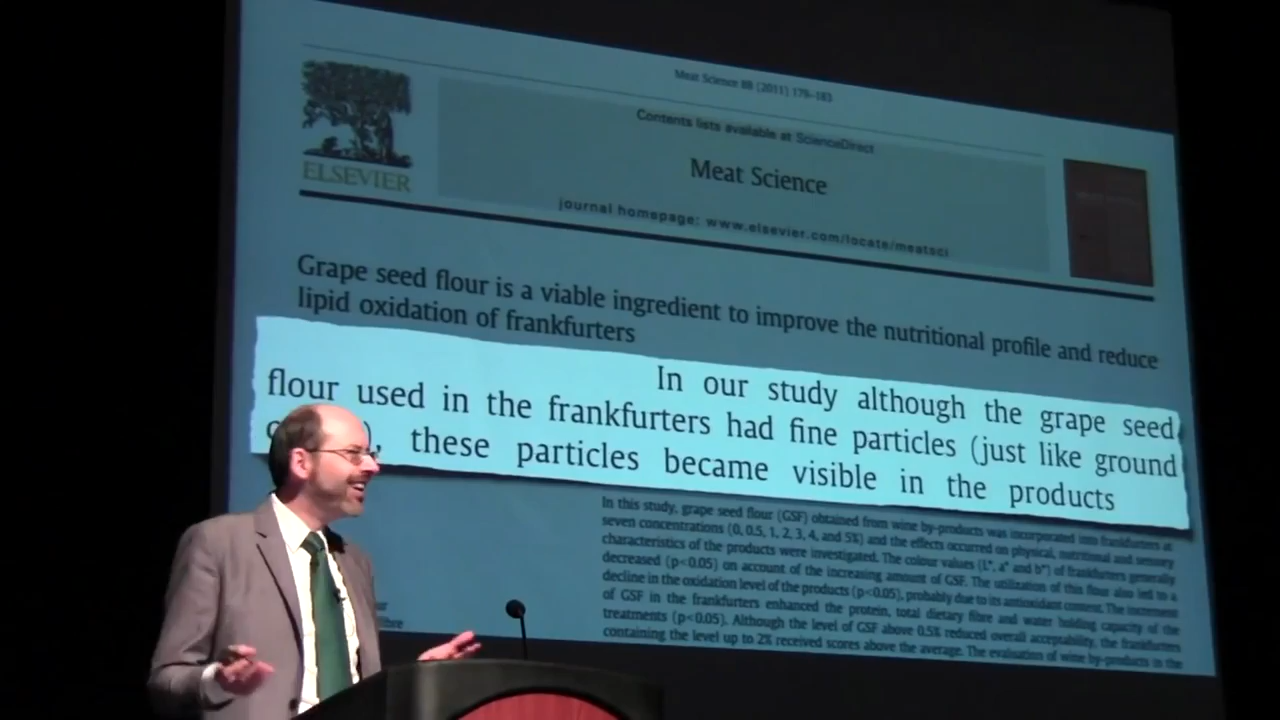 Meat Science 88 (2011) 179–183
Contents lists available at ScienceDirect
ELSEVIER
Meat Science
journal homepage: www.elsevier.com/locate/meatsci
Grape seed flour is a viable ingredient to improve the nutritional profile and reduce
lipid oxidation of frankfurters
In our study although the grape seed
flour used in the frankfurters had fine particles (just like ground
), these particles became visible in the products
In this study, grape seed flour (GSF) obtained from wine by-products was incorporated into frankfurters at
seven concentrations (0, 0.5, 1, 2, 3, 4, and 5%) and the effects occurred on physical, nutritional and sensory
characteristics of the products were investigated. The colour values (L*, a* and b*) of frankfurters generally
decreased (p<0.05) on account of the increasing amount of GSF. The utilization of this flour also led to a
decline in the oxidation level of the products (p<0.05), probably due to its antioxidant content. The increment
of GSF in the frankfurters enhanced the protein, total dietary fibre and water holding capacity of the
treatments (p<0.05). Although the level of GSF above 0.5% reduced overall acceptability, the frankfurters
containing the level up to 2% received scores above the average. The evaluation of wine by-products in the